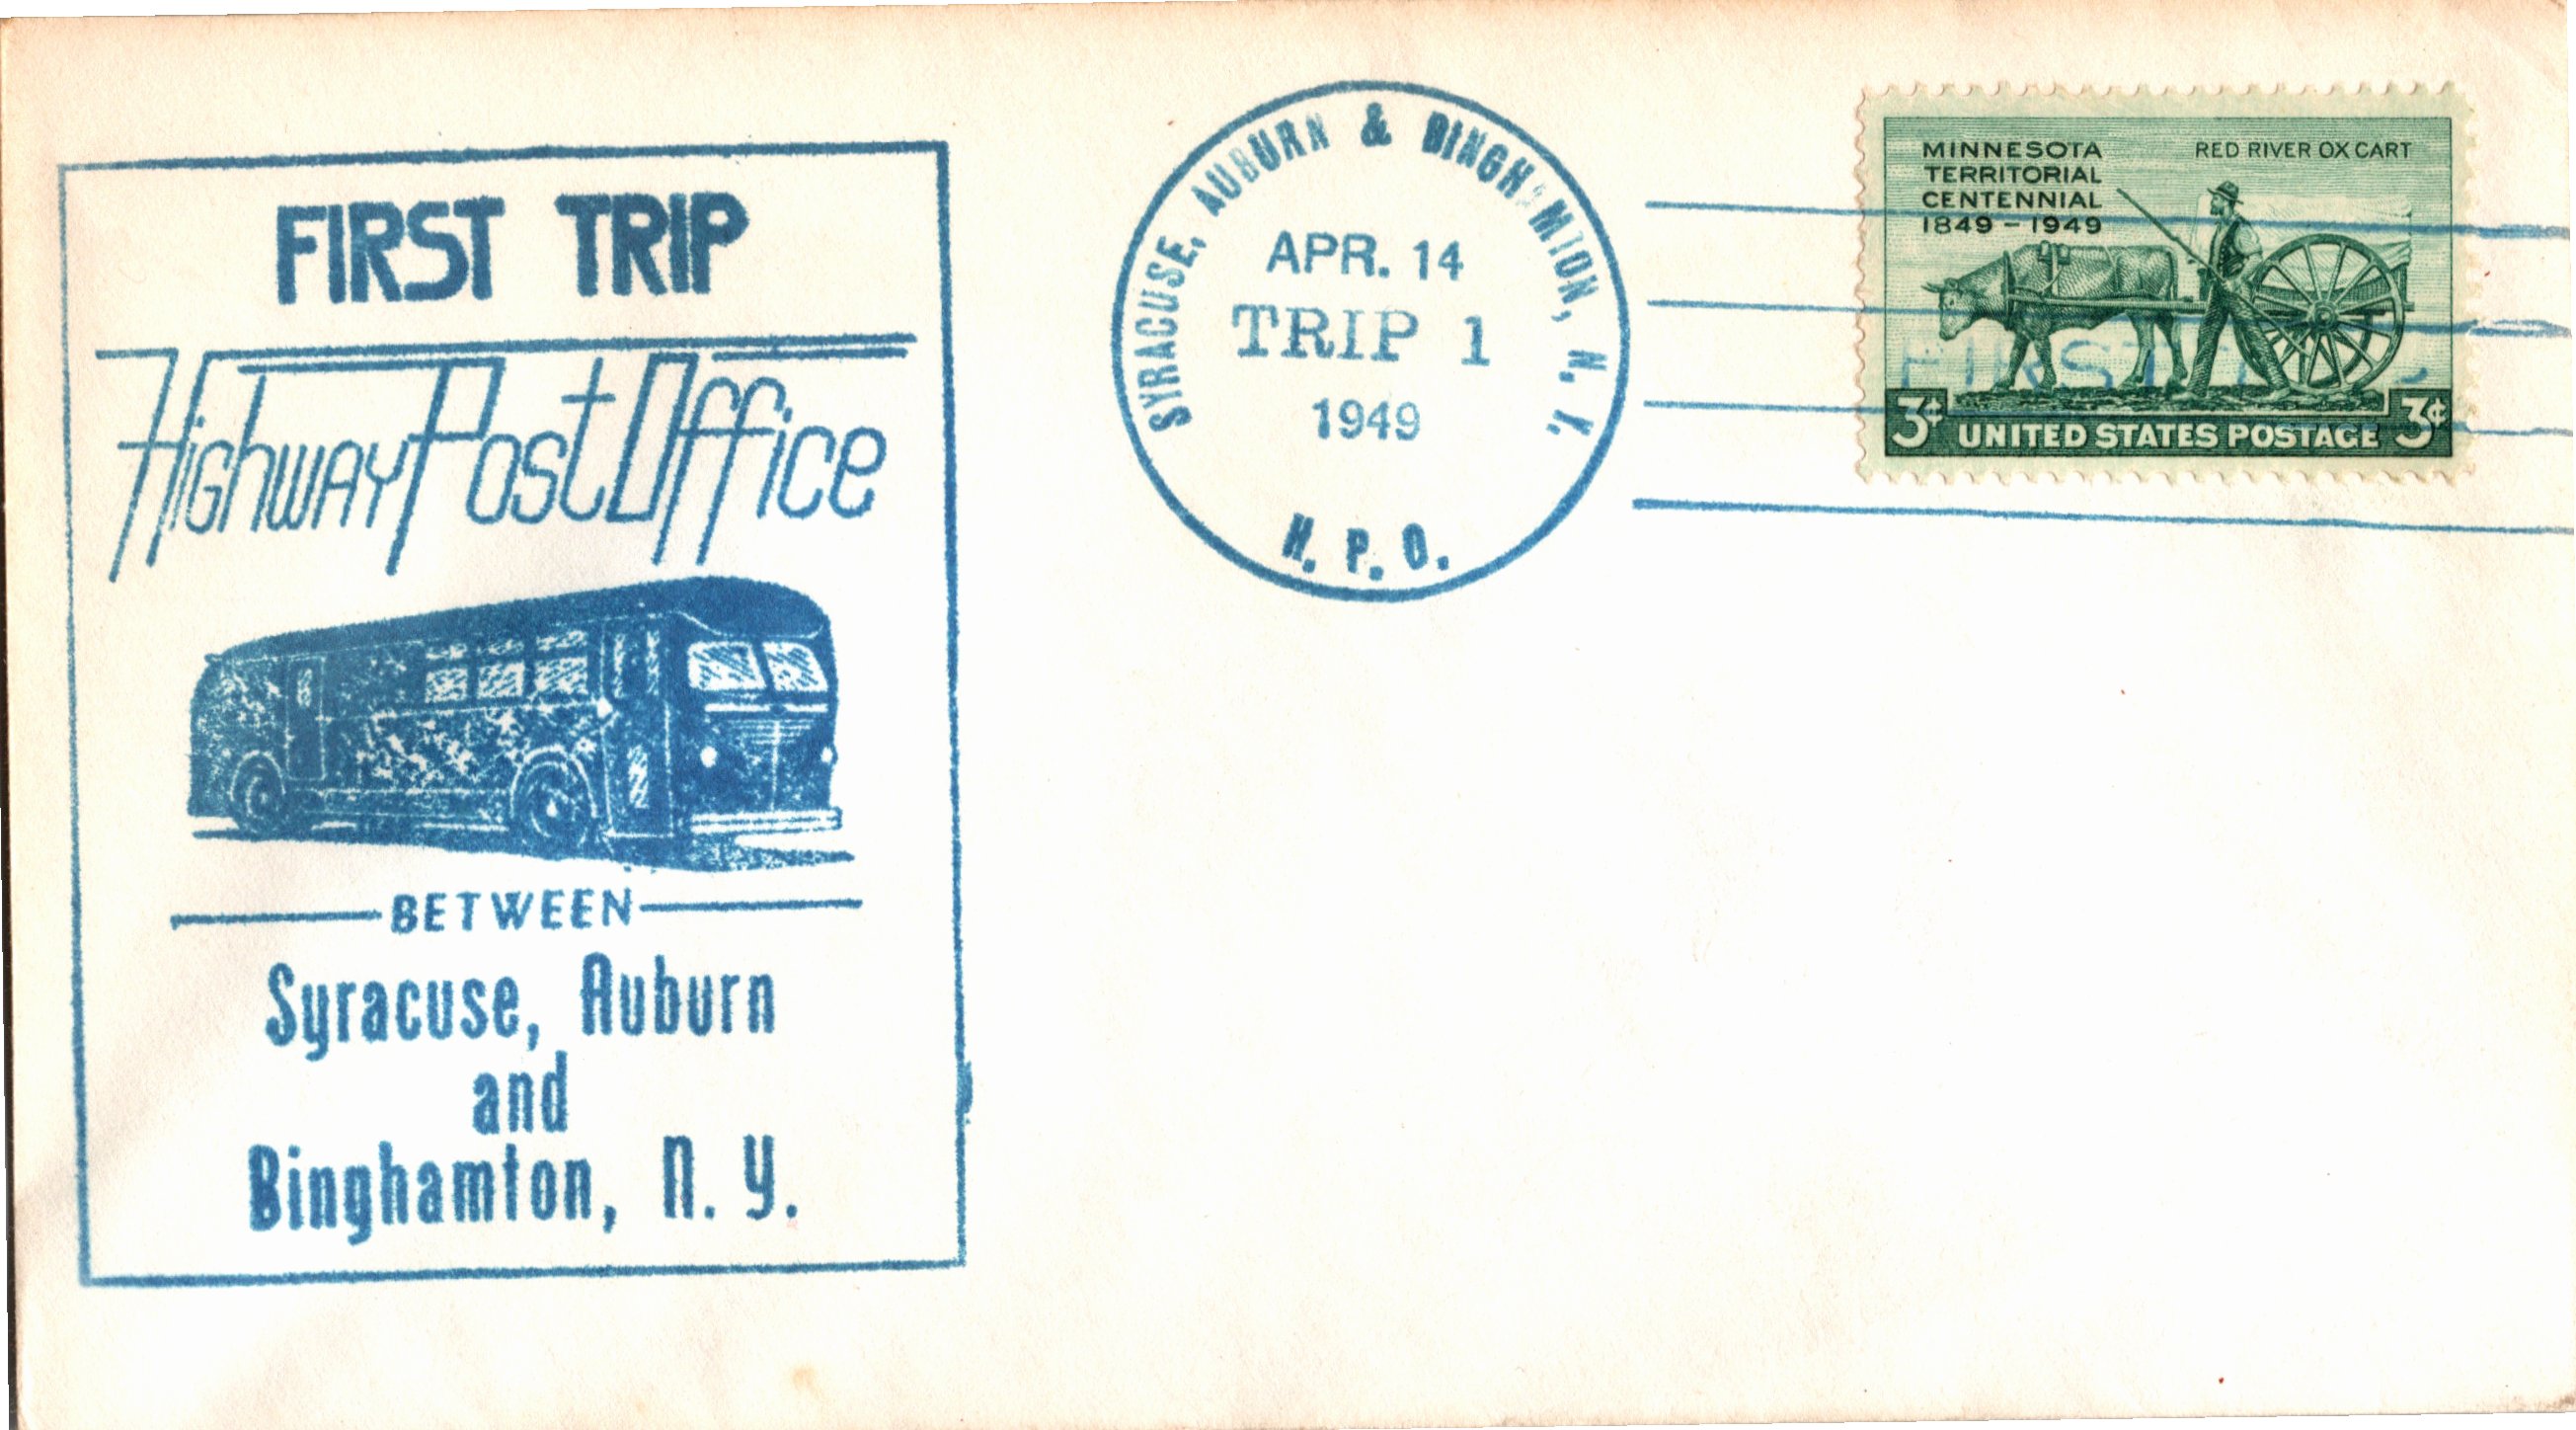 FIRST TRIP
Highway Post Office
BETWEEN
Syracuse, Auburn
and
Binghamton, N. Y.
SYRACUSE, AUBURN & BINGHAMTON, N. Y.
APR. 14
TRIP 1
1949
H. P. O.
MINNESOTA
TERRITORIAL
CENTENNIAL
1849 – 1949
RED RIVER OX CART
FIRST
3¢ UNITED STATES POSTAGE 3¢